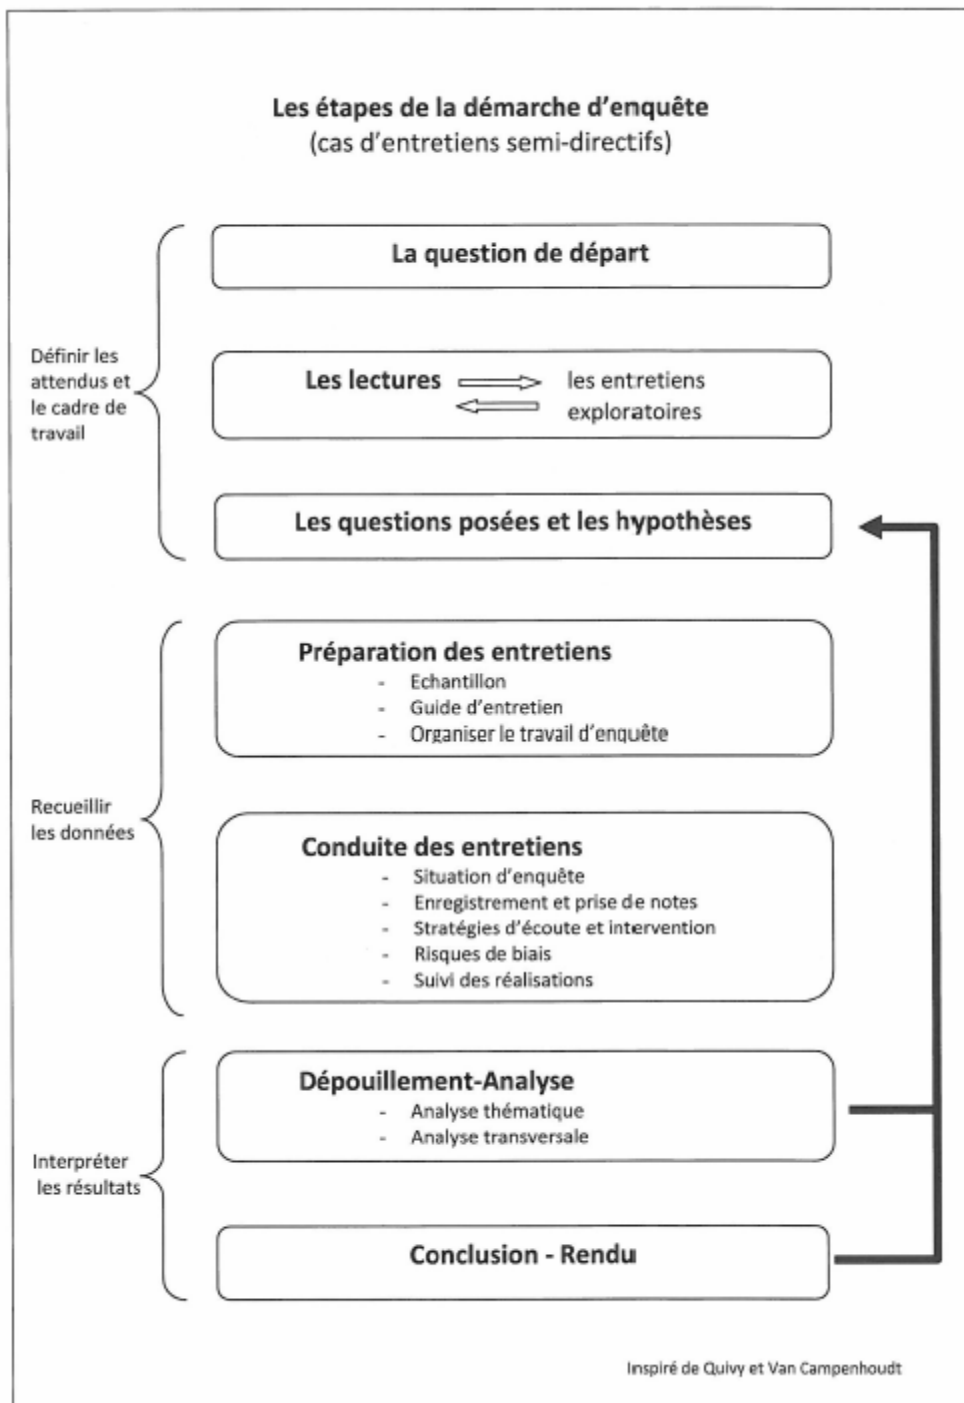 Les étapes de la démarche d'enquête
(cas d'entretiens semi-directifs)
La question de départ
Définir les
attendus et
le cadre de
travail
Les lectures
les entretiens
exploratoires
Les questions posées et les hypothèses
Recueillir
les données
Préparation des entretiens
- Echantillon
- Guide d'entretien
- Organiser le travail d'enquête
Conduite des entretiens
- Situation d'enquête
- Enregistrement et prise de notes
- Stratégies d'écoute et intervention
- Risques de biais
- Suivi des réalisations
Interpréter
les résultats
Dépouillement-Analyse
- Analyse thématique
- Analyse transversale
Conclusion - Rendu
Inspiré de Quivy et Van Campenhoudt